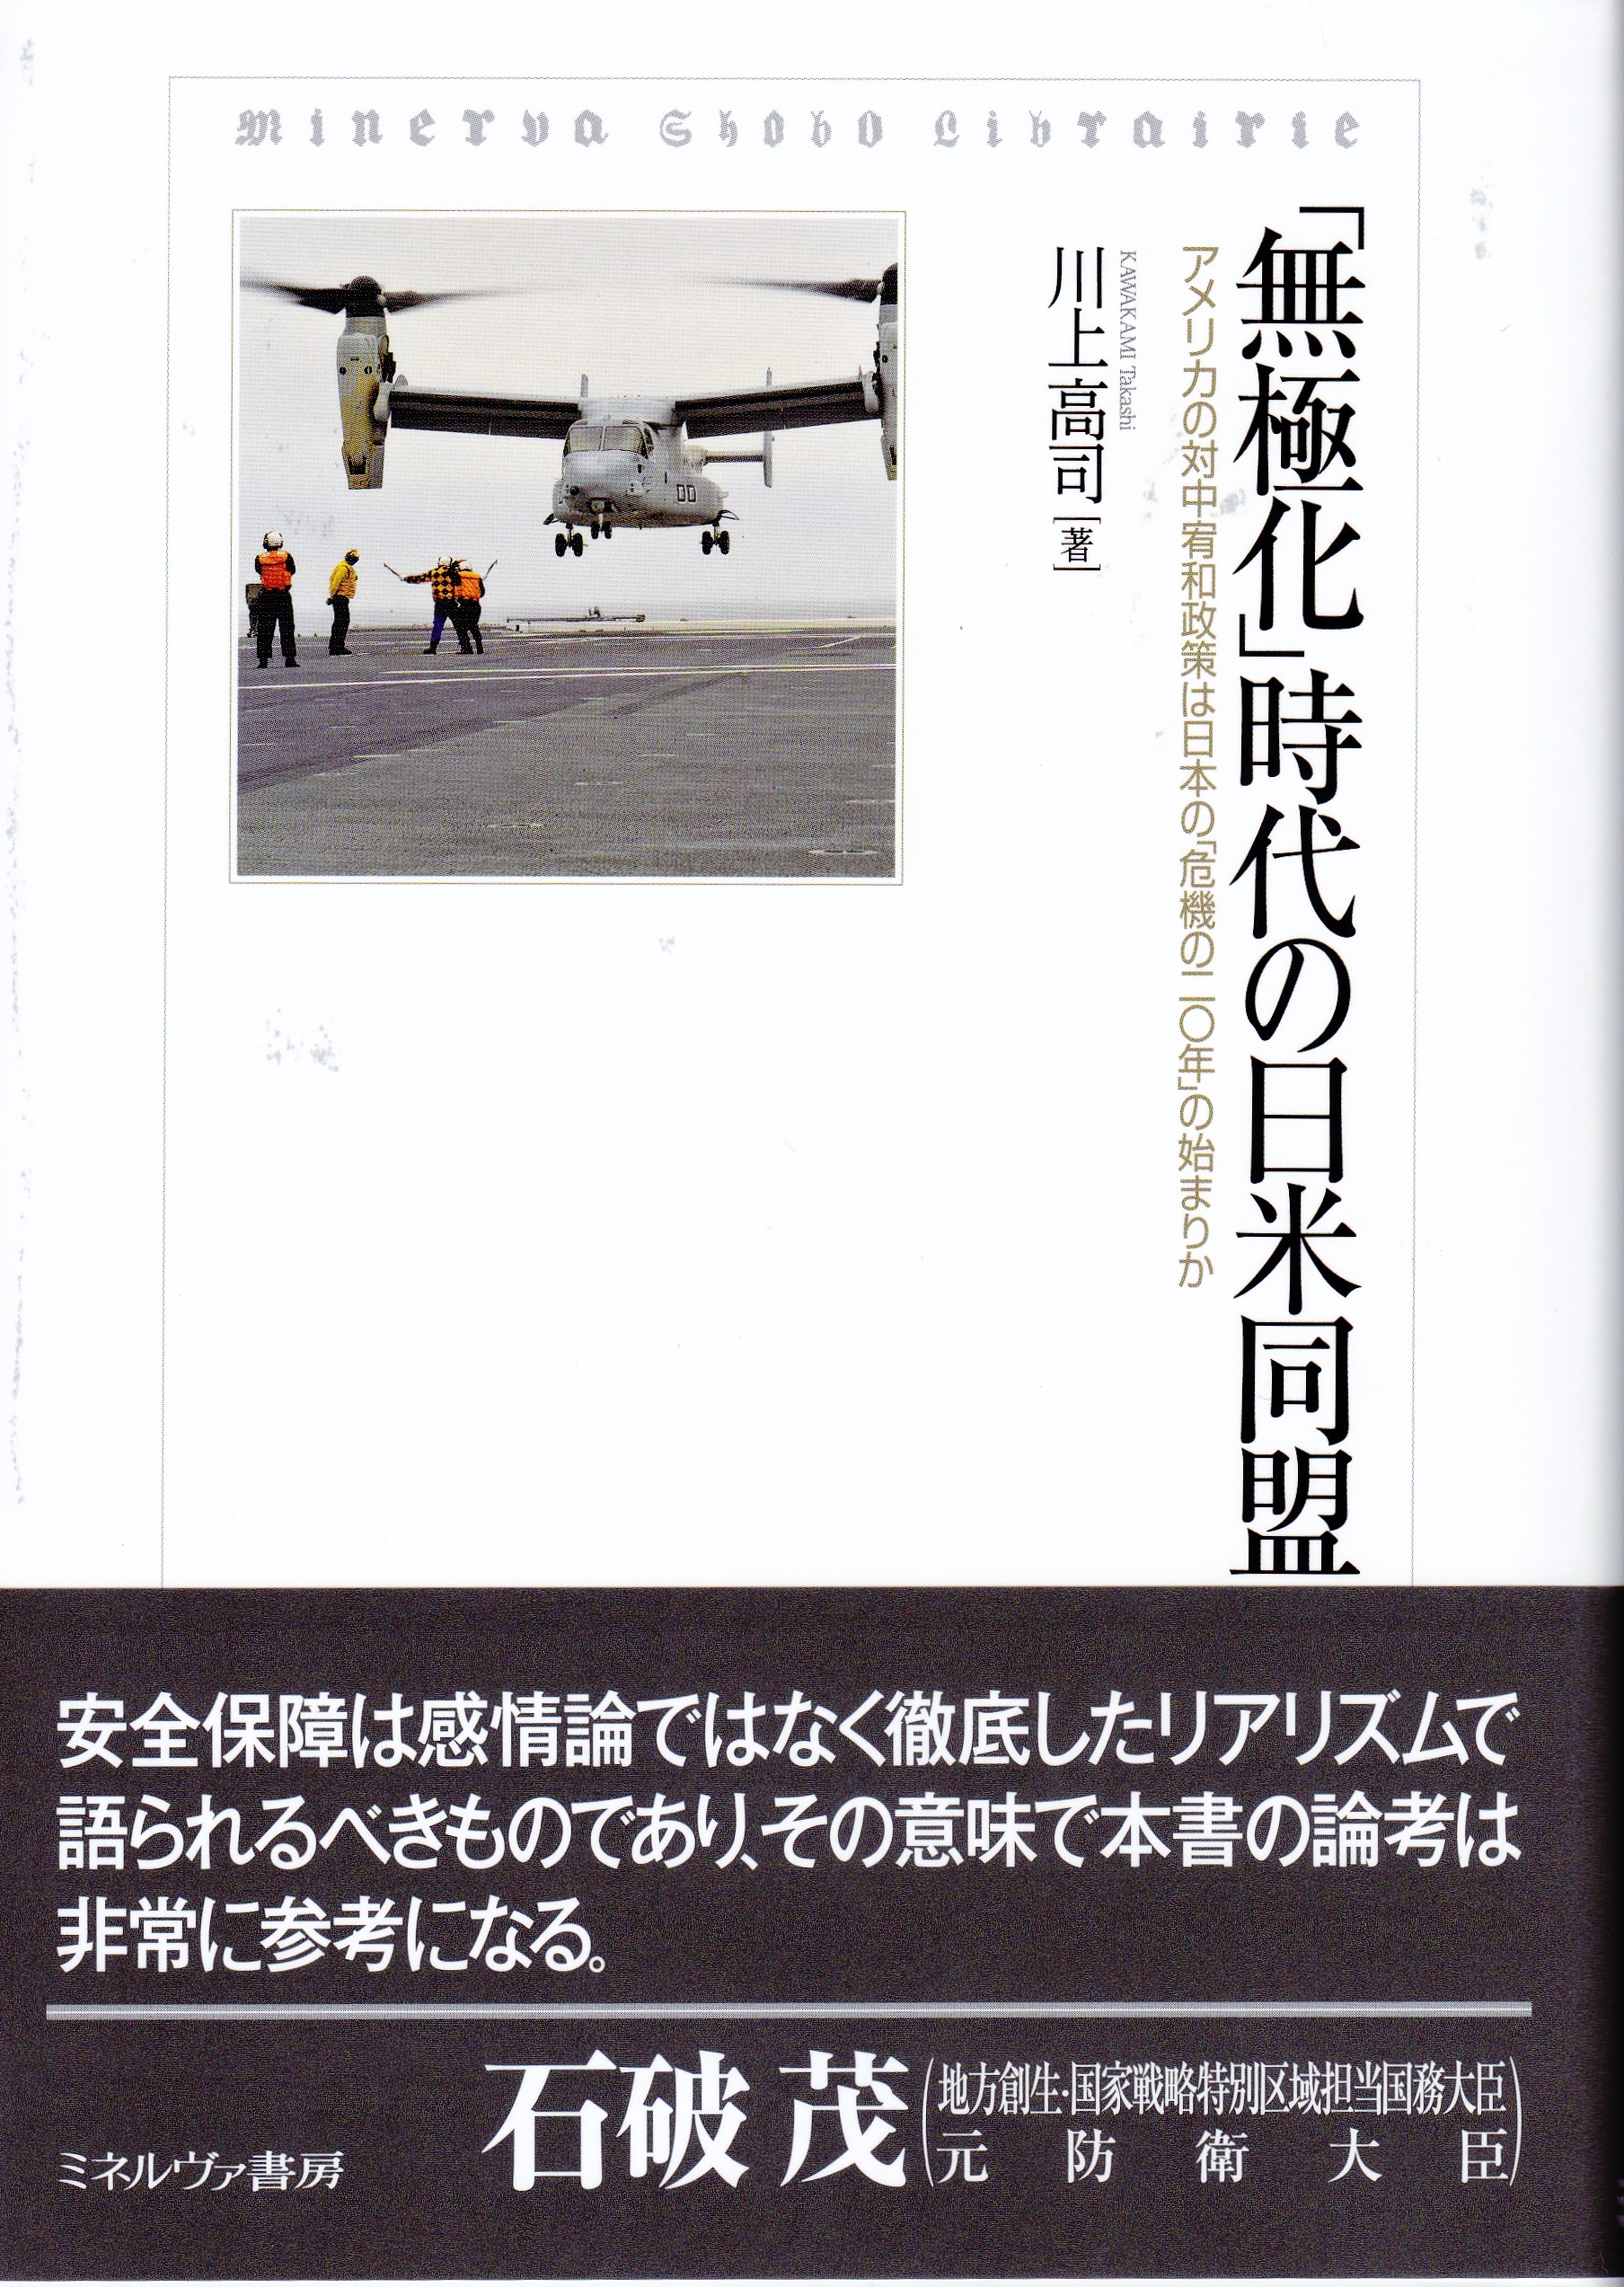 Minerva Shobo Librairie
「無極化」時代の日米同盟
アメリカの対中宥和政策は日本の「危機の二〇年」の始まりか
KAWAKAMI Takashi
川上高司[著]
00
安全保障は感情論ではなく徹底したリアリズムで
語られるべきものであり、その意味で本書の論考は
非常に参考になる。
石破 茂
(地方創生・国家戦略特別区域担当国務大臣
元防衛大臣)
ミネルヴァ書房